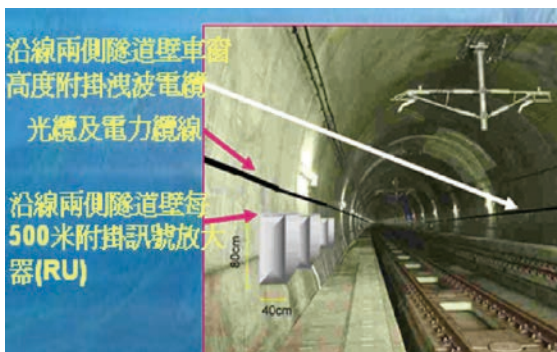 沿線兩側隧道壁車窗
高度附掛洩波電纜
光纜及電力纜線
沿線兩側隧道壁每
500米附掛訊號放大
器(RU)
80cm
40cm